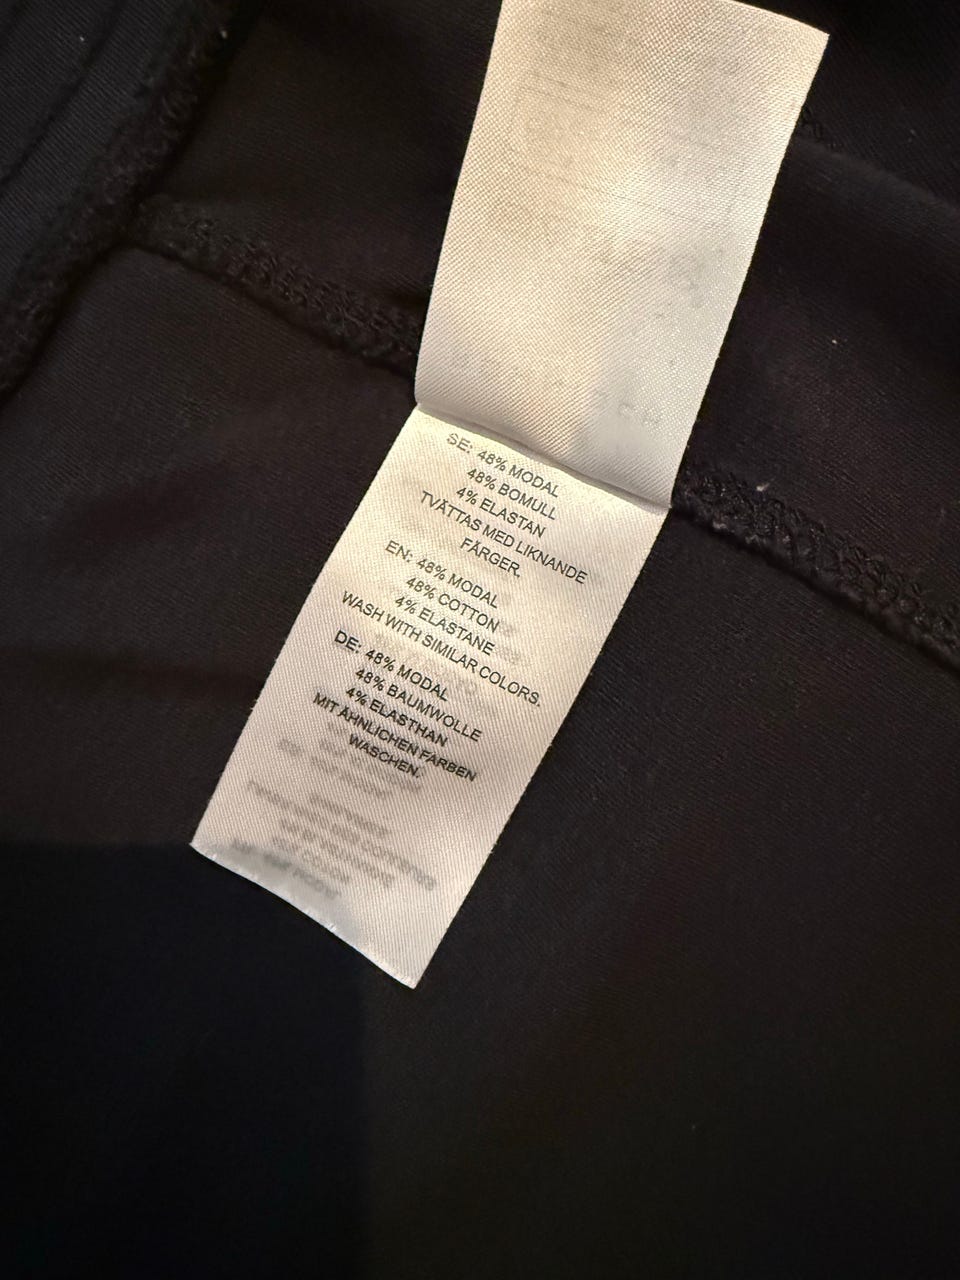 SE: 48% MODAL
48% BOMULL
4% ELASTAN
TVÄTTAS MED LIKNANDE
FÄRGER.
EN: 48% MODAL
48% COTTON
4% ELASTANE
WASH WITH SIMILAR COLORS.
DE: 48% MODAL
48% BAUMWOLLE
4% ELASTHAN
MIT ÄHNLICHEN FARBEN
WASCHEN.